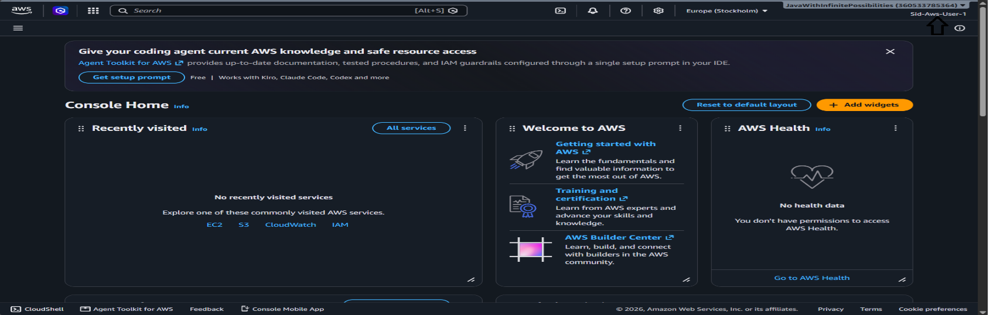 aws
Search [Alt+S]
Europe (Stockholm)
JavaWithInfinitePossibilities (360533785364)
Sid-Aws-User-1
Give your coding agent current AWS knowledge and safe resource access
Agent Toolkit for AWS provides up-to-date documentation, tested procedures, and IAM guardrails configured through a single setup prompt in your IDE.
Get setup prompt Free | Works with Kiro, Claude Code, Codex and more
Console Home Info
Reset to default layout
+ Add widgets
Recently visited Info
All services
No recently visited services
Explore one of these commonly visited AWS services.
EC2 S3 CloudWatch IAM
Welcome to AWS
Getting started with
AWS
Learn the fundamentals and
find valuable information to
get the most out of AWS.
Training and
certification
Learn from AWS experts and
advance your skills and
knowledge.
AWS Builder Center
Learn, build, and connect
with builders in the AWS
community.
AWS Health Info
No health data
You don't have permissions to access
AWS Health.
Go to AWS Health
CloudShell Agent Toolkit for AWS Feedback Console Mobile App
© 2026, Amazon Web Services, Inc. or its affiliates. Privacy Terms Cookie preferences